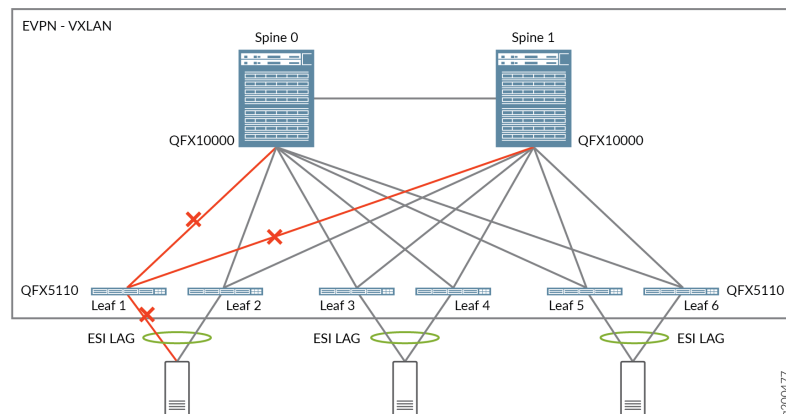 EVPN - VXLAN
Spine 0
Spine 1
QFX10000
QFX10000
QFX5110
QFX5110
Leaf 1
Leaf 2
Leaf 3
Leaf 4
Leaf 5
Leaf 6
ESI LAG
ESI LAG
ESI LAG